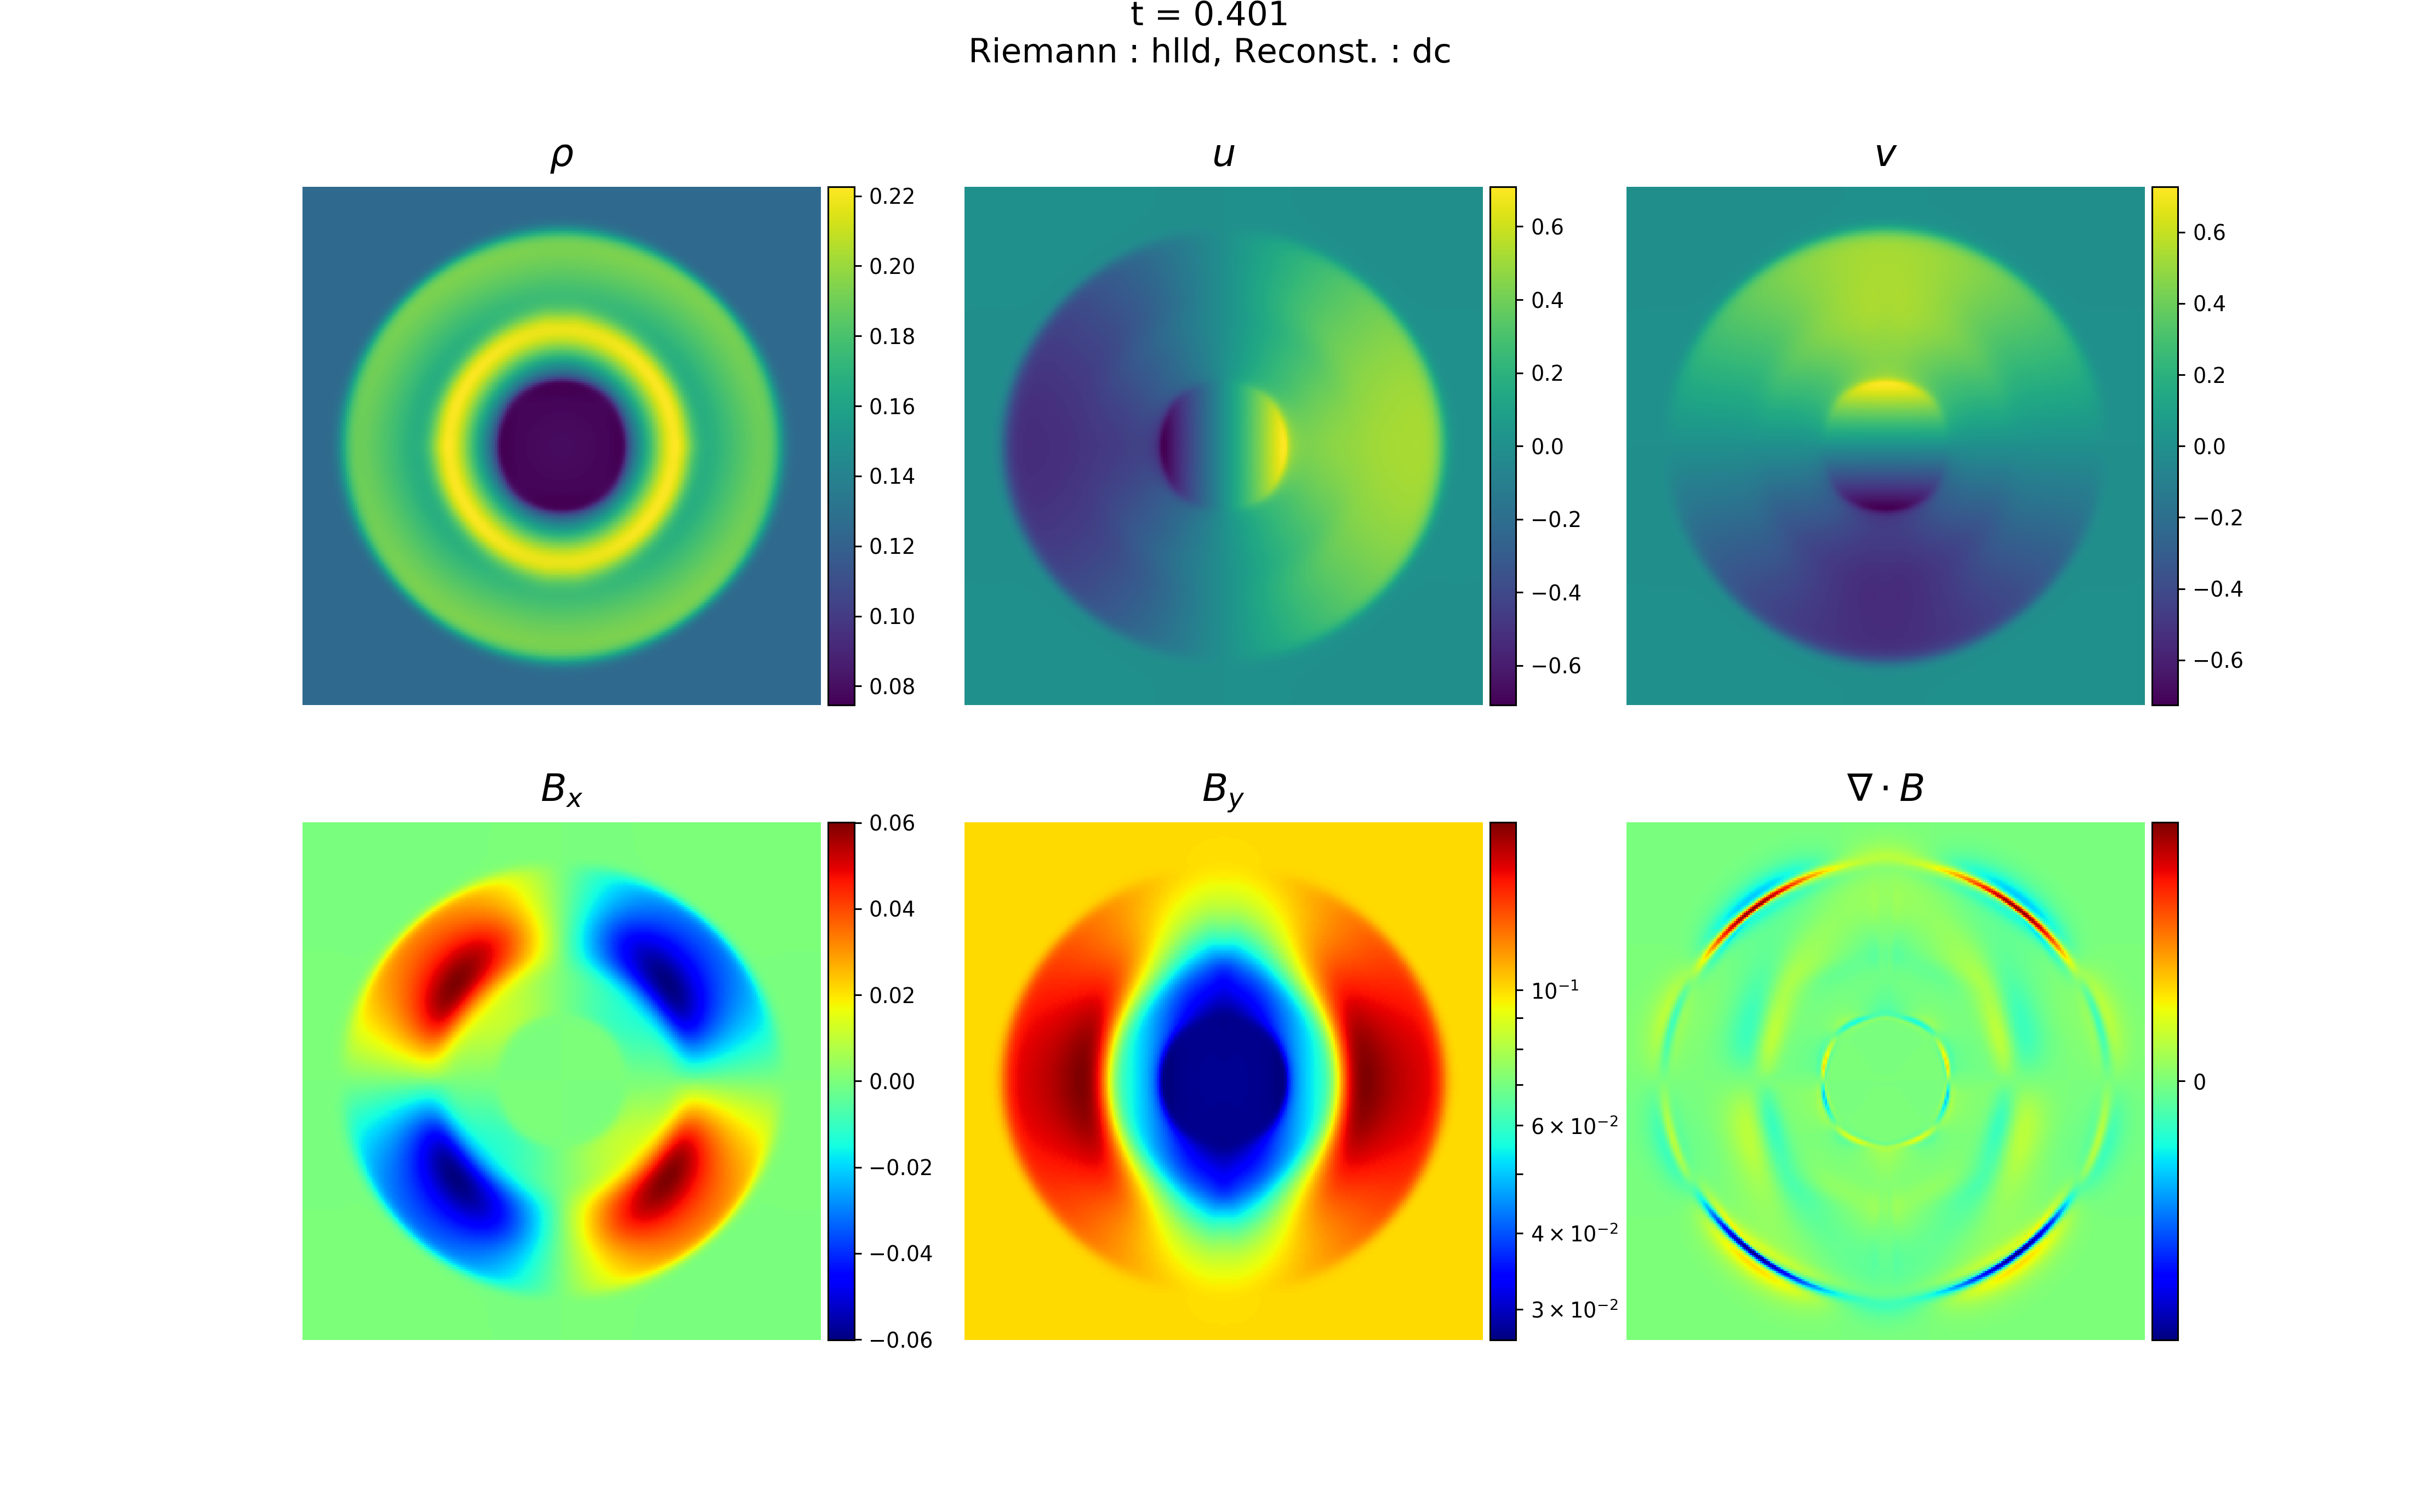 t = 0.401
Riemann : hlld, Reconst. : dc
ρ
u
v
0.22
0.20
0.18
0.16
0.14
0.12
0.10
0.08
0.6
0.4
0.2
0.0
−0.2
−0.4
−0.6
0.6
0.4
0.2
0.0
−0.2
−0.4
−0.6
Bₓ
B_y
∇ · B
0.06
0.04
0.02
0.00
−0.02
−0.04
−0.06
10⁻¹
6 × 10⁻²
4 × 10⁻²
3 × 10⁻²
0